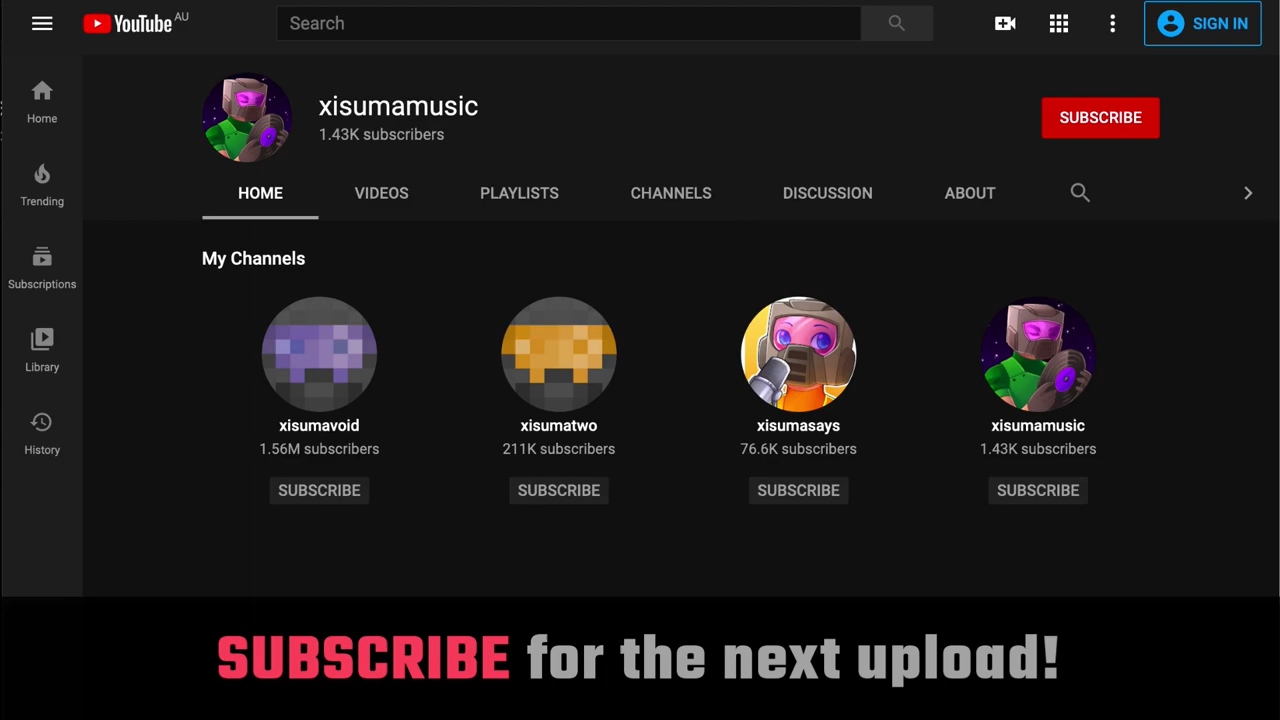 YouTube AU
Search
SIGN IN
Home
Trending
Subscriptions
Library
History
xisumamusic
1.43K subscribers
SUBSCRIBE
HOME VIDEOS PLAYLISTS CHANNELS DISCUSSION ABOUT
My Channels
xisumavoid xisumatwo xisumasays xisumamusic
1.56M subscribers 211K subscribers 76.6K subscribers 1.43K subscribers
SUBSCRIBE SUBSCRIBE SUBSCRIBE SUBSCRIBE
SUBSCRIBE for the next upload!